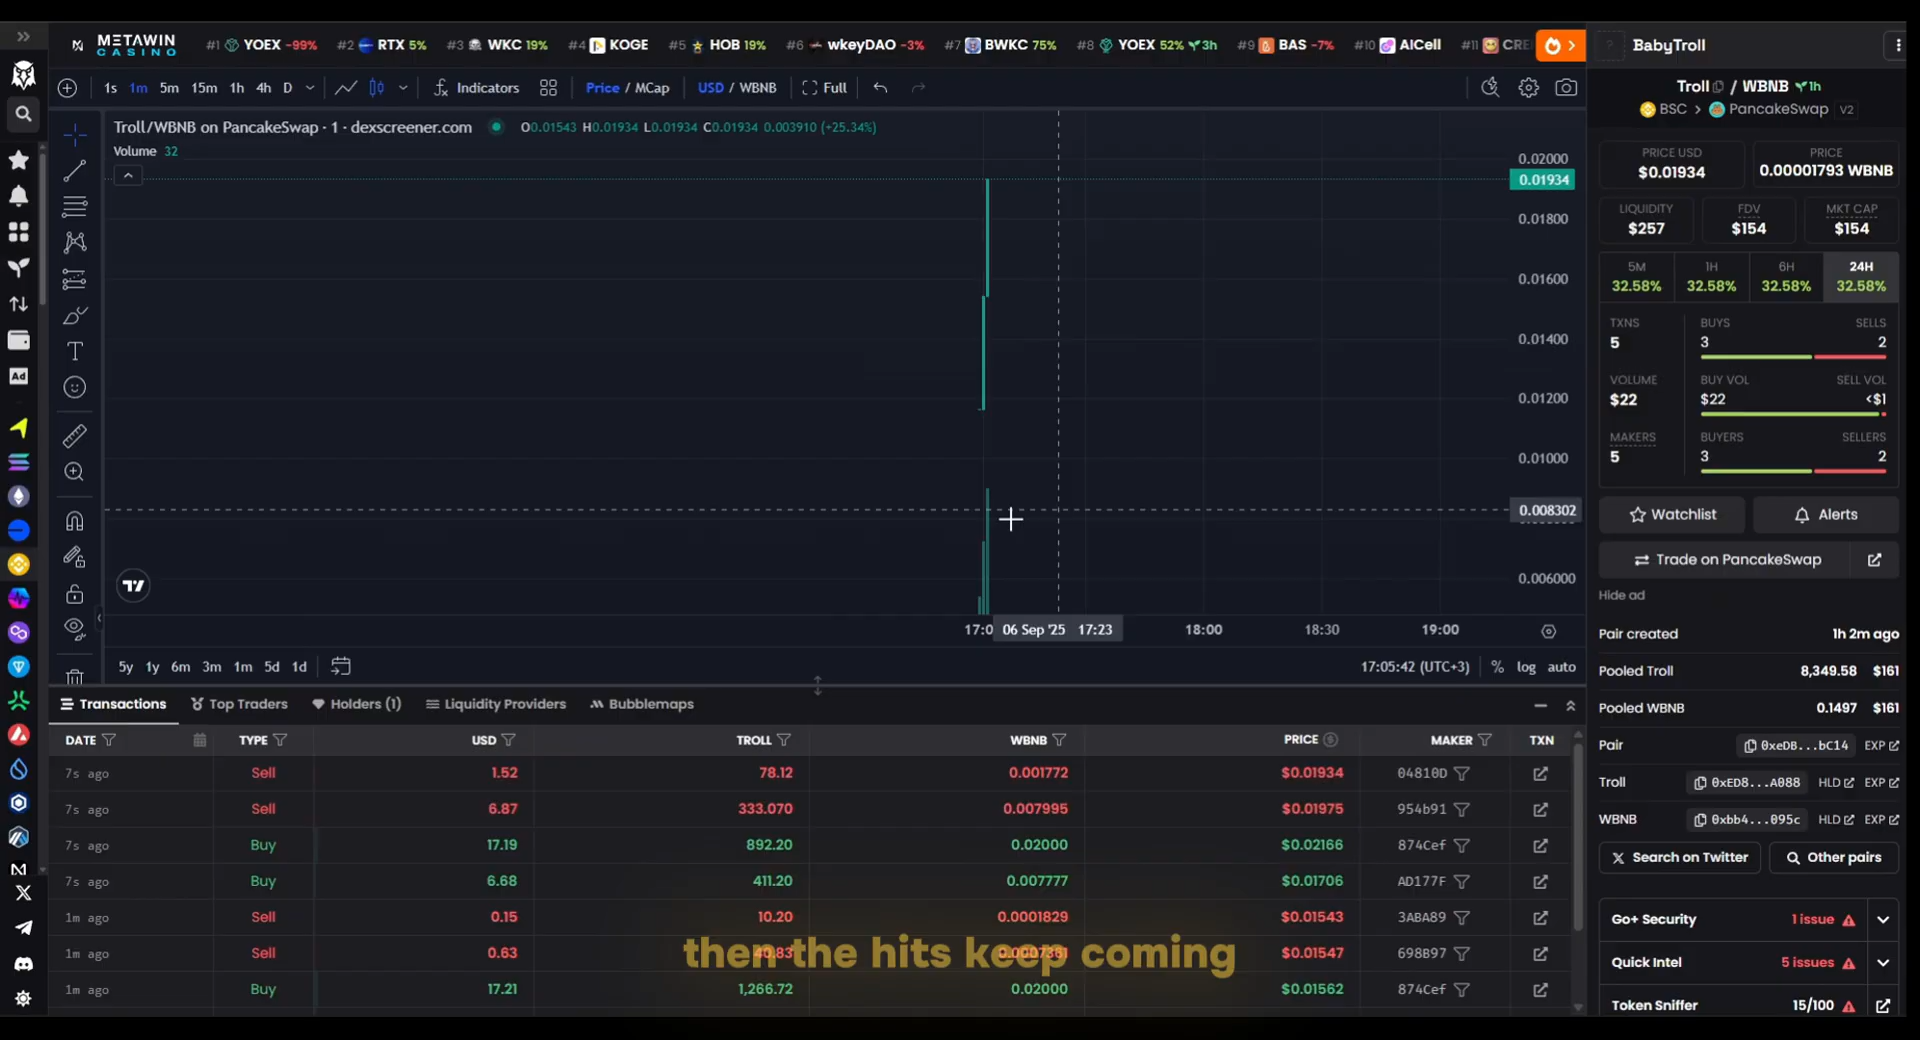 METAWIN CASINO #1 YOEX -99% #2 RTX 5% #3 WKC 19% #4 KOGE #5 HOB 19% #6 wkeyDAO -3% #7 BWKC 75% #8 YOEX 52% 3h #9 BAS -7% #10 AICell #11 CRE
BabyTroll
1s 1m 5m 15m 1h 4h D Indicators Price / MCap USD / WBNB Full
Troll / WBNB 1h
BSC > PancakeSwap V2
Troll/WBNB on PancakeSwap · 1 · dexscreener.com O0.01543 H0.01934 L0.01934 C0.01934 0.003910 (+25.34%)
Volume 32
0.02000
0.01934
0.01800
0.01600
0.01400
0.01200
0.01000
0.008302
0.006000
17:0 06 Sep '25 17:23 18:00 18:30 19:00
5y 1y 6m 3m 1m 5d 1d 17:05:42 (UTC+3) % log auto
PRICE USD PRICE
$0.01934 0.00001793 WBNB
LIQUIDITY FDV MKT CAP
$257 $154 $154
5M 1H 6H 24H
32.58% 32.58% 32.58% 32.58%
TXNS BUYS SELLS
5 3 2
VOLUME BUY VOL SELL VOL
$22 $22 <$1
MAKERS BUYERS SELLERS
5 3 2
Watchlist Alerts
Trade on PancakeSwap
Hide ad
Pair created 1h 2m ago
Pooled Troll 8,349.58 $161
Pooled WBNB 0.1497 $161
Pair 0xeDB...bC14 EXP
Troll 0xED8...A088 HLD EXP
WBNB 0xbb4...095c HLD EXP
Search on Twitter Other pairs
Go+ Security 1 issue
Quick Intel 5 issues
Token Sniffer 15/100
Ad
Transactions Top Traders Holders (1) Liquidity Providers Bubblemaps
DATE TYPE USD TROLL WBNB PRICE MAKER TXN
7s ago Sell 1.52 78.12 0.001772 $0.01934 04810D
7s ago Sell 6.87 333.070 0.007995 $0.01975 954b91
7s ago Buy 17.19 892.20 0.02000 $0.02166 874Cef
7s ago Buy 6.68 411.20 0.007777 $0.01706 AD177F
1m ago Sell 0.15 10.20 0.0001829 $0.01543 3ABA89
1m ago Sell 0.63 40.83 0.0007361 $0.01547 698B97
1m ago Buy 17.21 1,266.72 0.02000 $0.01562 874Cef
then the hits keep coming